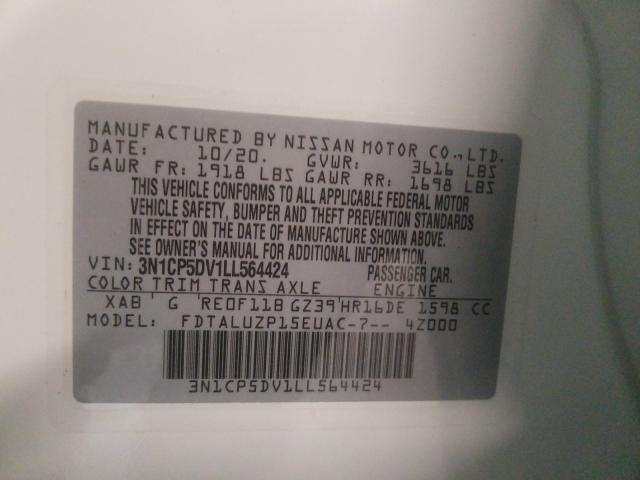 MANUFACTURED BY NISSAN MOTOR CO., LTD.
DATE: 10/20. GVWR: 3616 LBS
GAWR FR: 1918 LBS GAWR RR: 1698 LBS
THIS VEHICLE CONFORMS TO ALL APPLICABLE FEDERAL MOTOR
VEHICLE SAFETY, BUMPER AND THEFT PREVENTION STANDARDS
IN EFFECT ON THE DATE OF MANUFACTURE SHOWN ABOVE.
SEE OWNER'S MANUAL FOR ADDITIONAL INFORMATION.
VIN: 3N1CP5DV1LL564424 PASSENGER CAR.
COLOR TRIM TRANS AXLE ENGINE
XAB G RE0F11B GZ39 HR16DE 1598 CC
MODEL: FDTALUZP15EUAC-7-- 4Z000
3N1CP5DV1LL564424